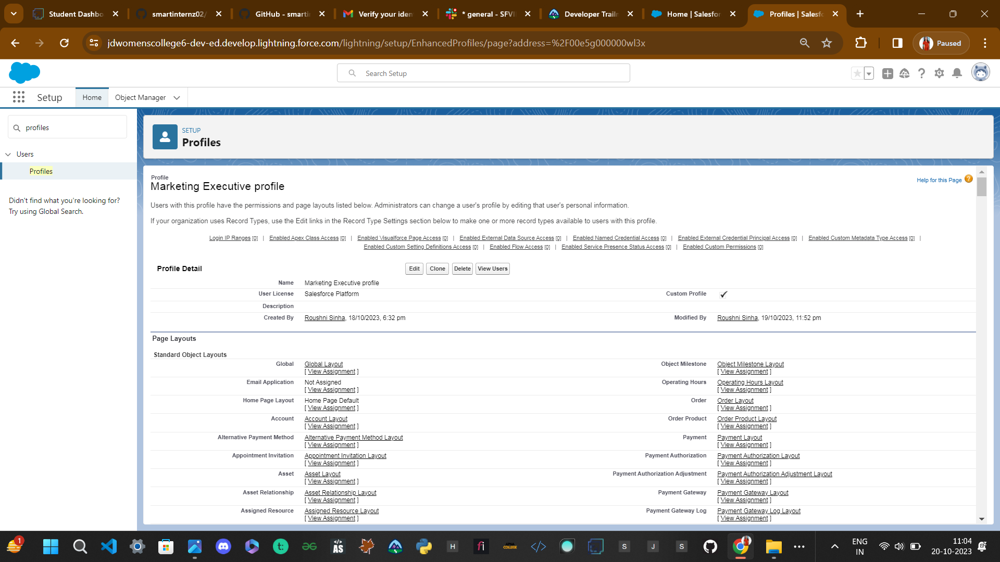 Student Dashbo
smartinternz02/
GitHub - smarti
Verify your iden
* general - SFVI
Developer Trail
Home | Salesfor
Profiles | Salesfo
jdwomenscollege6-dev-ed.develop.lightning.force.com/lightning/setup/EnhancedProfiles/page?address=%2F00e5g000000wl3x
Paused
Search Setup
Setup
Home
Object Manager
profiles
Users
Profiles
Didn't find what you're looking for?
Try using Global Search.
SETUP
Profiles
Profile
Marketing Executive profile
Help for this Page
Users with this profile have the permissions and page layouts listed below. Administrators can change a user's profile by editing that user's personal information.
If your organization uses Record Types, use the Edit links in the Record Type Settings section below to make one or more record types available to users with this profile.
Login IP Ranges [0] | Enabled Apex Class Access [0] | Enabled Visualforce Page Access [0] | Enabled External Data Source Access [0] | Enabled Named Credential Access [0] | Enabled External Credential Principal Access [0] | Enabled Custom Metadata Type Access [0] |
Enabled Custom Setting Definitions Access [0] | Enabled Flow Access [0] | Enabled Service Presence Status Access [0] | Enabled Custom Permissions [0]
Profile Detail
Edit Clone Delete View Users
Name Marketing Executive profile
User License Salesforce Platform Custom Profile
Description
Created By Roushni Sinha, 18/10/2023, 6:32 pm Modified By Roushni Sinha, 19/10/2023, 11:52 pm
Page Layouts
Standard Object Layouts
Global Global Layout Object Milestone Object Milestone Layout
[ View Assignment ] [ View Assignment ]
Email Application Not Assigned Operating Hours Operating Hours Layout
[ View Assignment ] [ View Assignment ]
Home Page Layout Home Page Default Order Order Layout
[ View Assignment ] [ View Assignment ]
Account Account Layout Order Product Order Product Layout
[ View Assignment ] [ View Assignment ]
Alternative Payment Method Alternative Payment Method Layout Payment Payment Layout
[ View Assignment ] [ View Assignment ]
Appointment Invitation Appointment Invitation Layout Payment Authorization Payment Authorization Layout
[ View Assignment ] [ View Assignment ]
Asset Asset Layout Payment Authorization Adjustment Payment Authorization Adjustment Layout
[ View Assignment ] [ View Assignment ]
Asset Relationship Asset Relationship Layout Payment Gateway Payment Gateway Layout
[ View Assignment ] [ View Assignment ]
Assigned Resource Assigned Resource Layout Payment Gateway Log Payment Gateway Log Layout
[ View Assignment ] [ View Assignment ]
1
t:
</>
AS
H
fi
APNA
COLLEGE
S
J
S
ENG
IN
11:04
20-10-2023